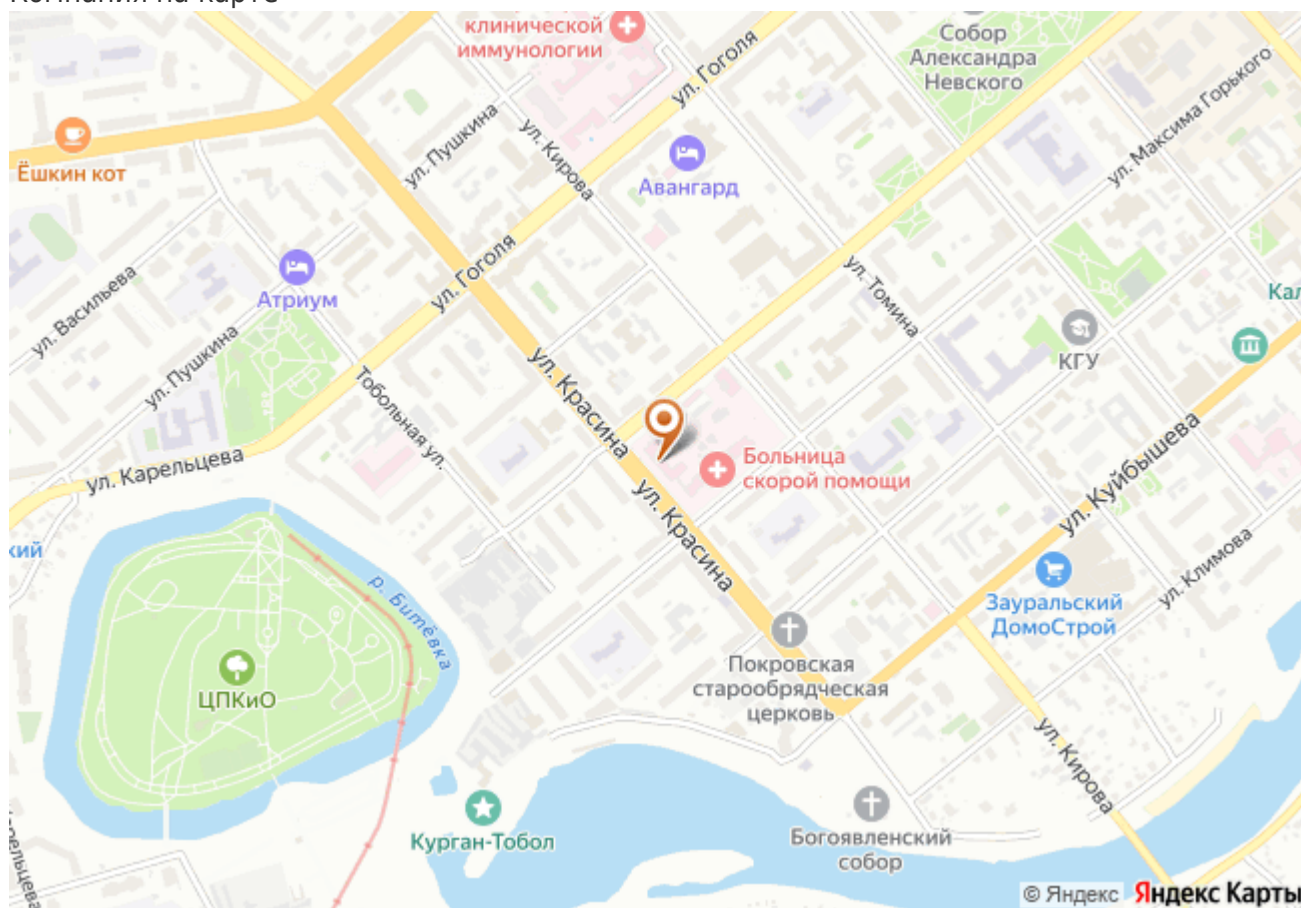 клинической
иммунологии
Собор
Александра
Невского
ул. Гоголя
ул. Максима Горького
ул. Пушкина
ул. Кирова
Ёшкин кот
Авангард
ул. Гоголя
ул. Васильева
Атриум
ул. Томина
Кал
КГУ
ул. Пушкина
ул. Красина
Тобольная ул.
ул. Карельцева
Больница
скорой помощи
ул. Куйбышева
ул. Красина
кий
р. Битёвка
ул. Климова
Зауральский
ДомоСтрой
ЦПКиО
Покровская
старообрядческая
церковь
ул. Кирова
Курган-Тобол
Богоявленский
собор
© Яндекс Яндекс Карты